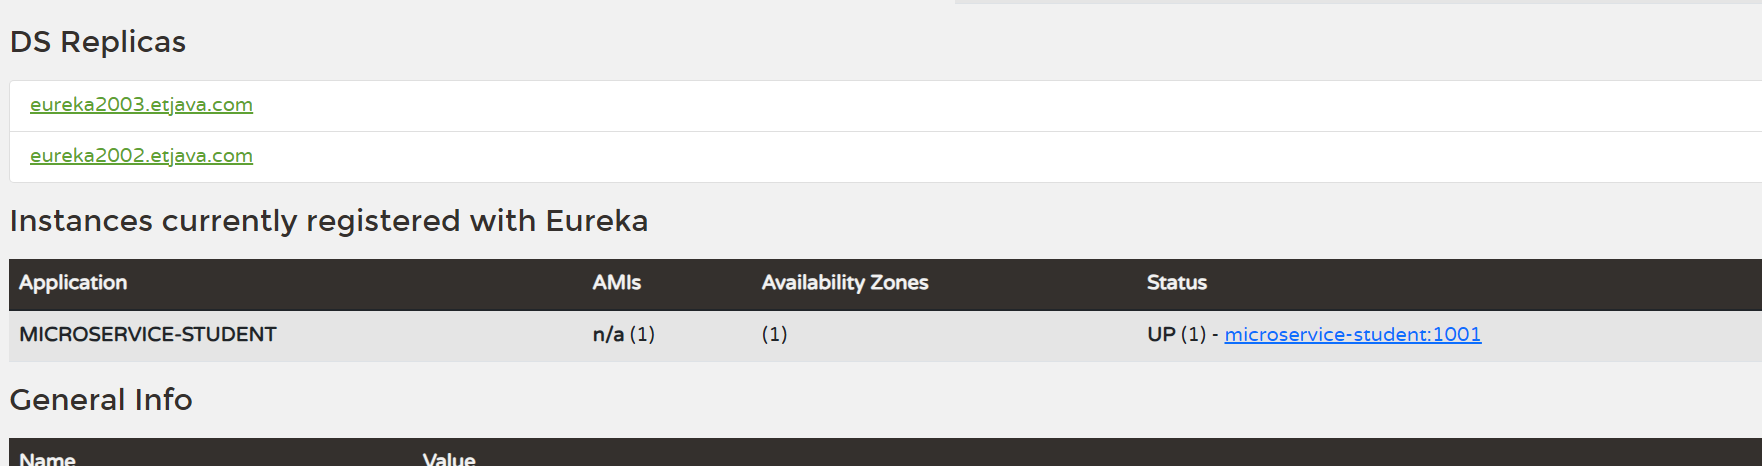 DS Replicas
eureka2003.etjava.com
eureka2002.etjava.com
Instances currently registered with Eureka
Application AMIs Availability Zones Status
MICROSERVICE-STUDENT n/a (1) (1) UP (1) - microservice-student:1001
General Info
Name Value